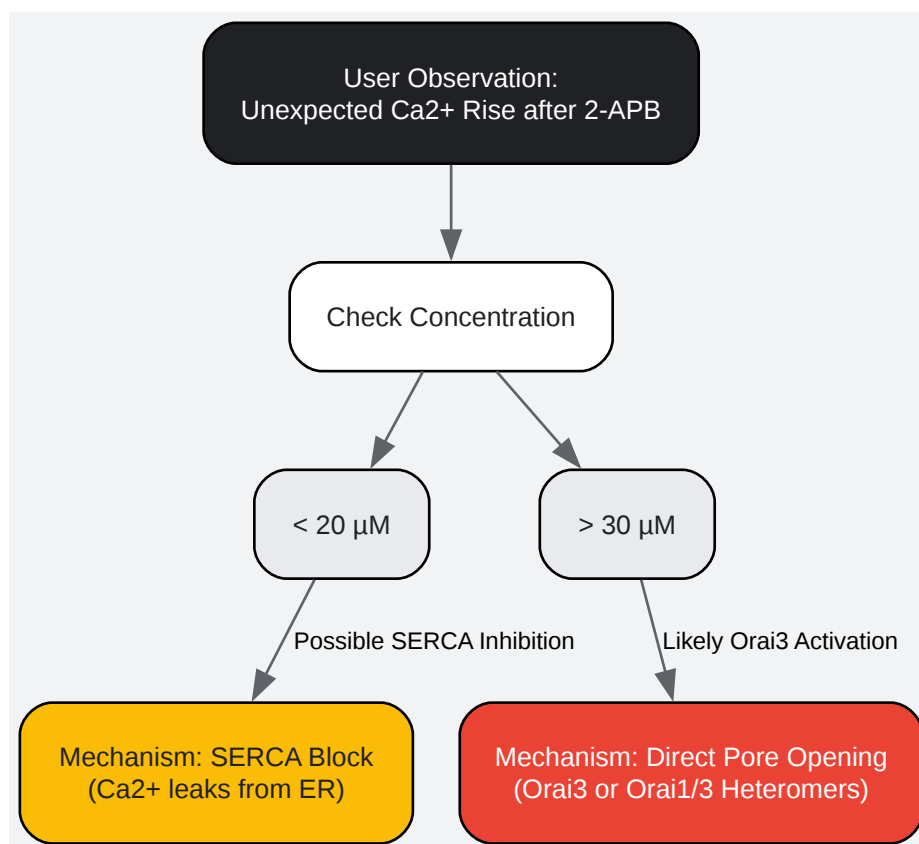 User Observation:
Unexpected Ca2+ Rise after 2-APB
Check Concentration
< 20 µM
> 30 µM
Possible SERCA Inhibition
Likely Orai3 Activation
Mechanism: SERCA Block
(Ca2+ leaks from ER)
Mechanism: Direct Pore Opening
(Orai3 or Orai1/3 Heteromers)